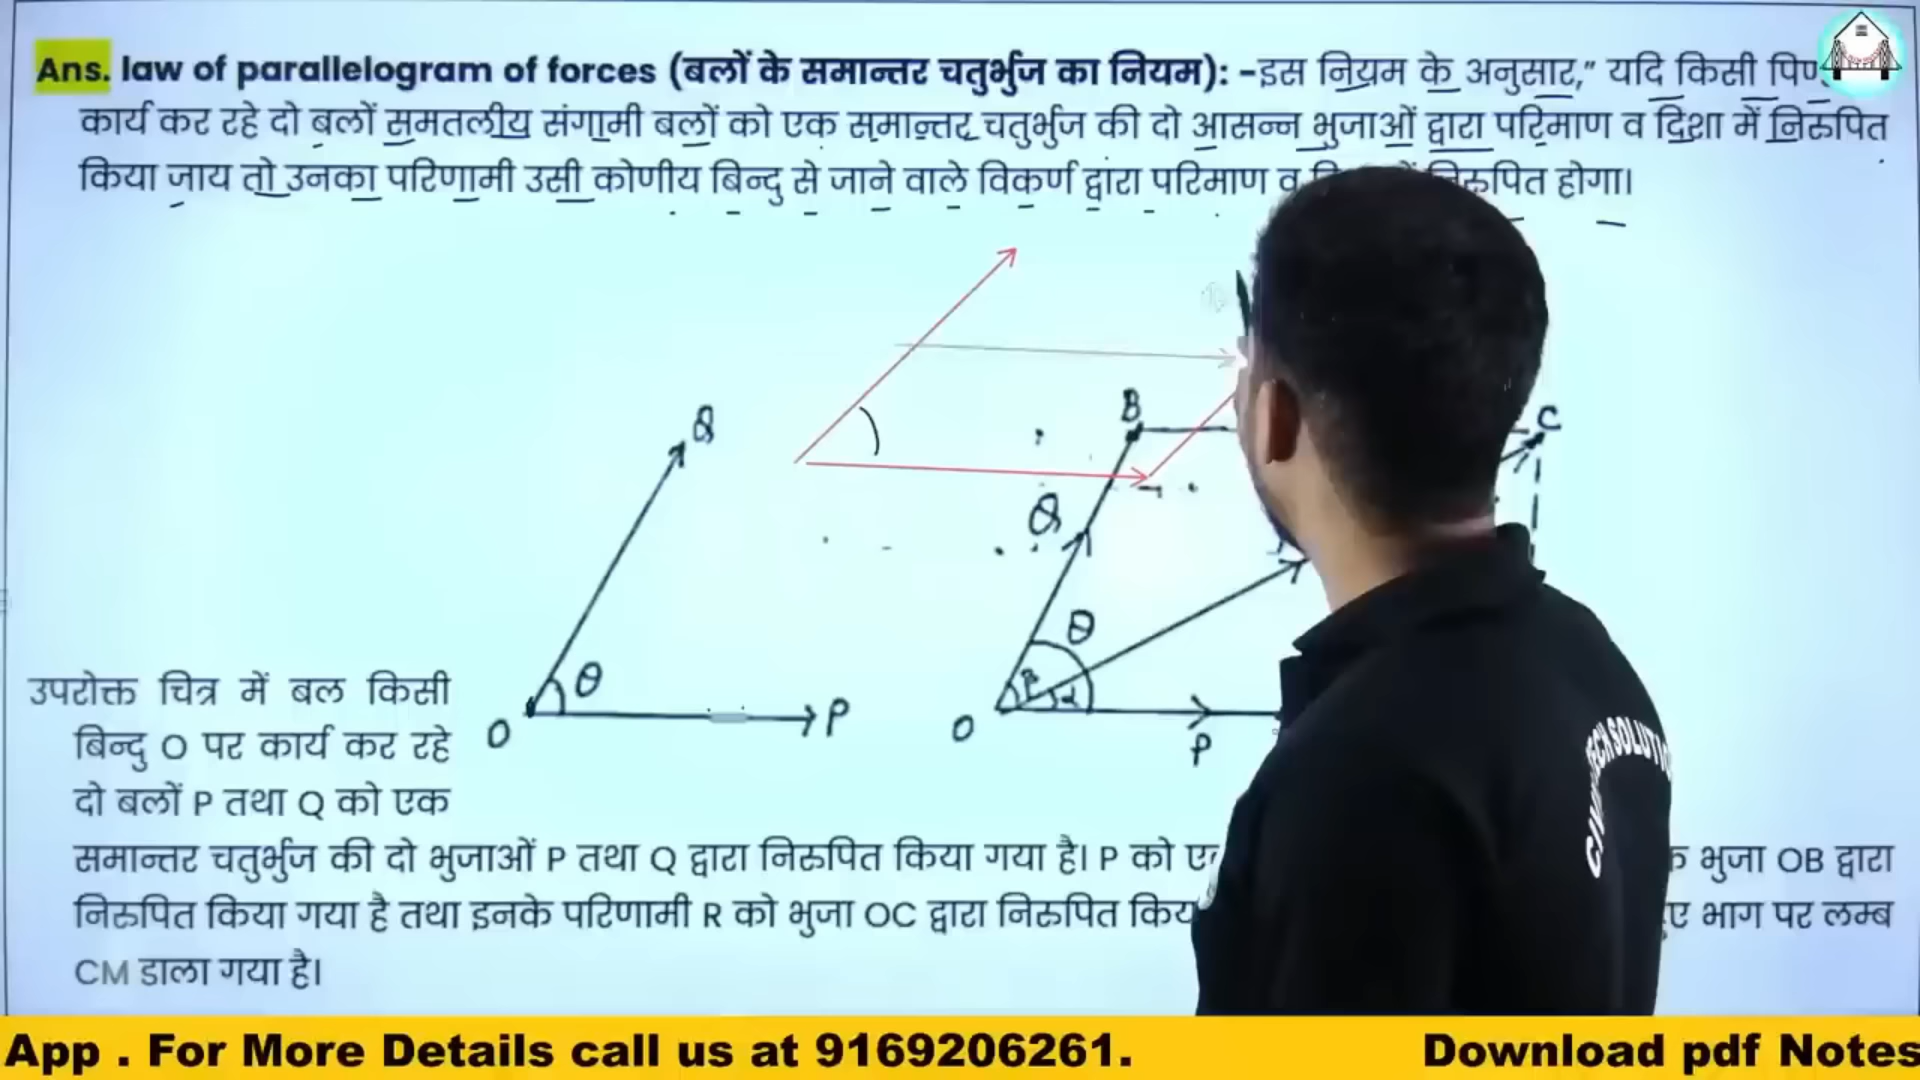 Ans. law of parallelogram of forces (बलों के समान्तर चतुर्भुज का नियम): -इस नियम के अनुसार," यदि किसी
कार्य कर रहे दो बलों समतलीय संगामी बलों को एक समान्तर चतुर्भुज की दो आसन्न भुजाओं द्वारा परिमाण व दिशा में निरुपित
किया जाय तो उनका परिणामी उसी कोणीय बिन्दु से जाने वाले विकर्ण द्वारा परिमाण व निरुपित होगा।
B
C
Q
Q
θ
θ
β
α
O
P
O
P
उपरोक्त चित्र में बल किसी
बिन्दु O पर कार्य कर रहे
दो बलों P तथा Q को एक
समान्तर चतुर्भुज की दो भुजाओं P तथा Q द्वारा निरुपित किया गया है। P को भुजा OB द्वारा
निरुपित किया गया है तथा इनके परिणामी R को भुजा OC द्वारा निरुपित भाग पर लम्ब
CM डाला गया है।
App . For More Details call us at 9169206261. Download pdf Notes